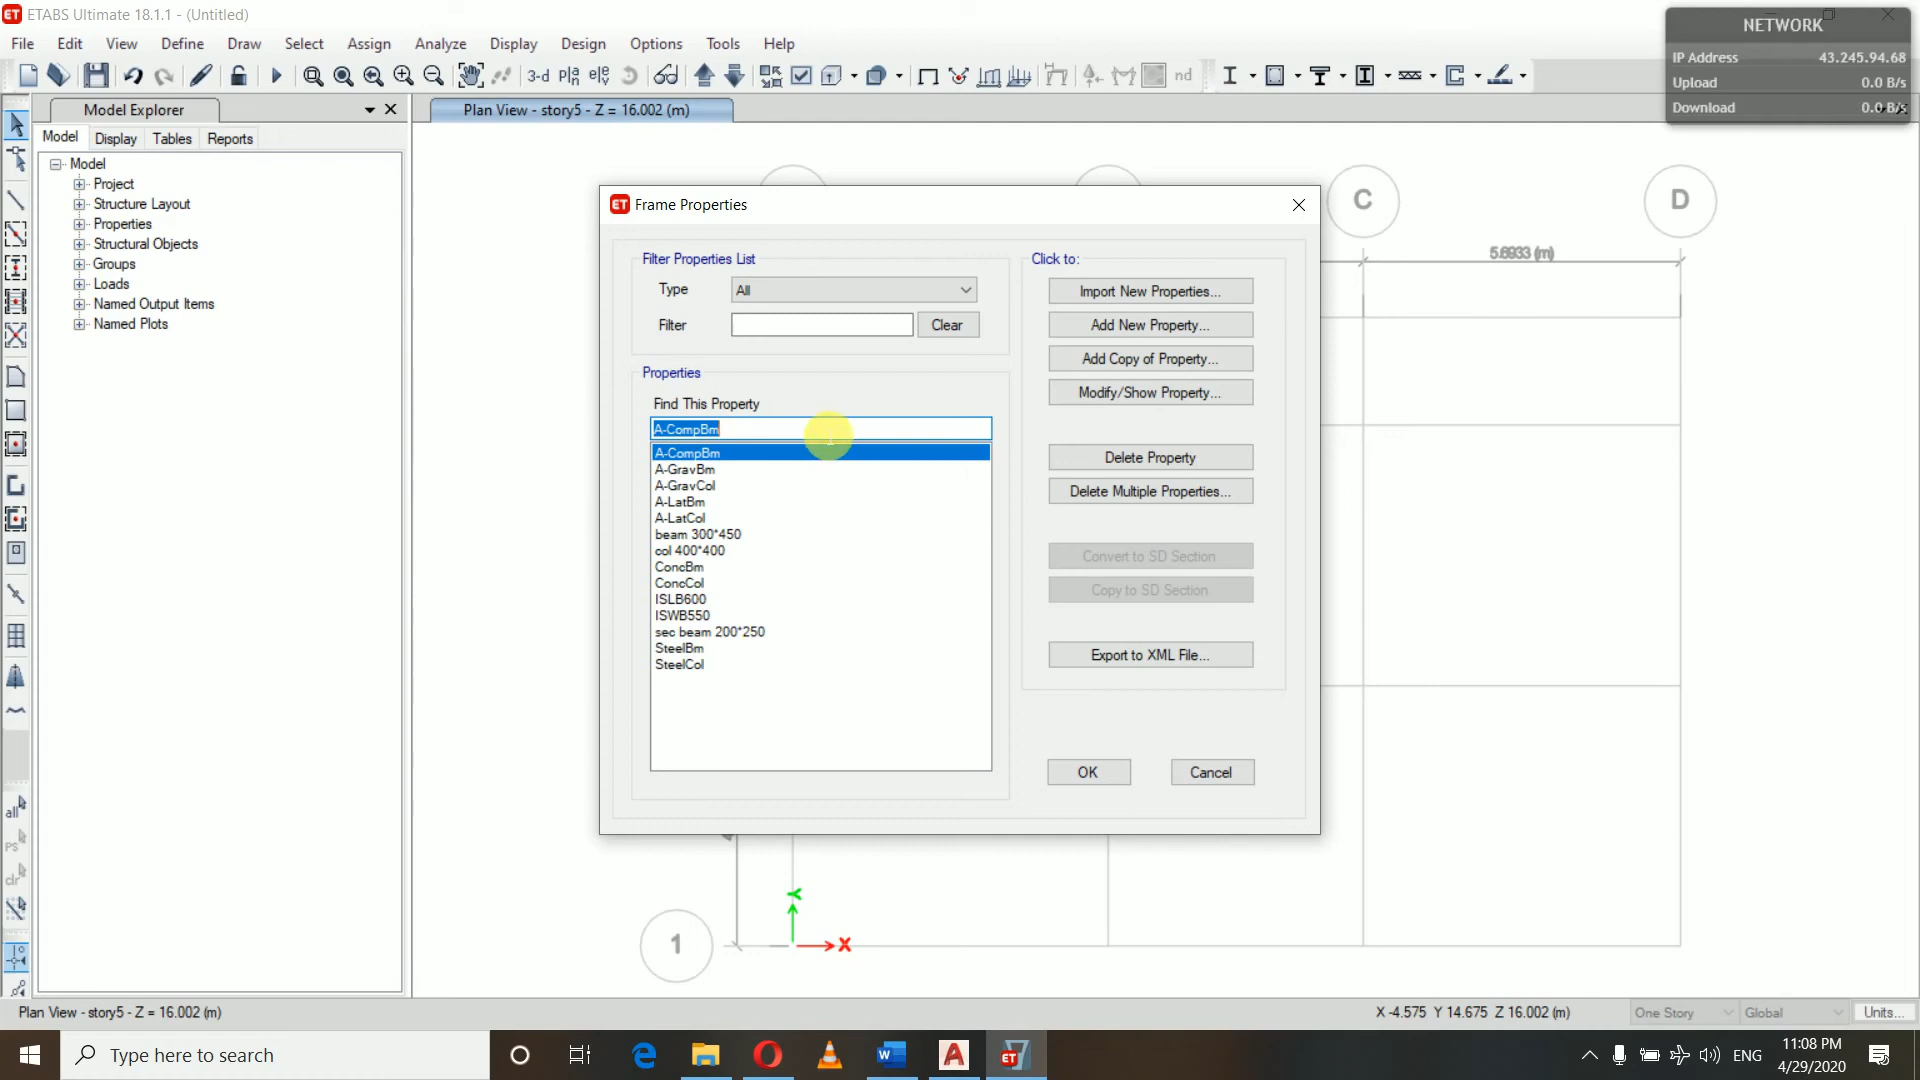 ETABS Ultimate 18.1.1 - (Untitled)
File Edit View Define Draw Select Assign Analyze Display Design Options Tools Help
NETWORK
IP Address 43.245.94.68
Upload 0.0 B/s
Download 0.0 B/s
3-d
nd
Model Explorer
Plan View - story5 - Z = 16.002 (m)
Model Display Tables Reports
Model
Project
Structure Layout
Properties
Structural Objects
Groups
Loads
Named Output Items
Named Plots
C
D
5.6933 (m)
ET Frame Properties
Filter Properties List
Type All
Filter Clear
Properties
Find This Property
A-CompBm
A-CompBm
A-GravBm
A-GravCol
A-LatBm
A-LatCol
beam 300*450
col 400*400
ConcBm
ConcCol
ISLB600
ISWB550
sec beam 200*250
SteelBm
SteelCol
Click to:
Import New Properties...
Add New Property...
Add Copy of Property...
Modify/Show Property...
Delete Property
Delete Multiple Properties...
Convert to SD Section
Copy to SD Section
Export to XML File...
OK Cancel
all
ps
clr
Y
X
1
Plan View - story5 - Z = 16.002 (m)
X -4.575 Y 14.675 Z 16.002 (m)
One Story Global Units...
Type here to search
ENG
11:08 PM
4/29/2020